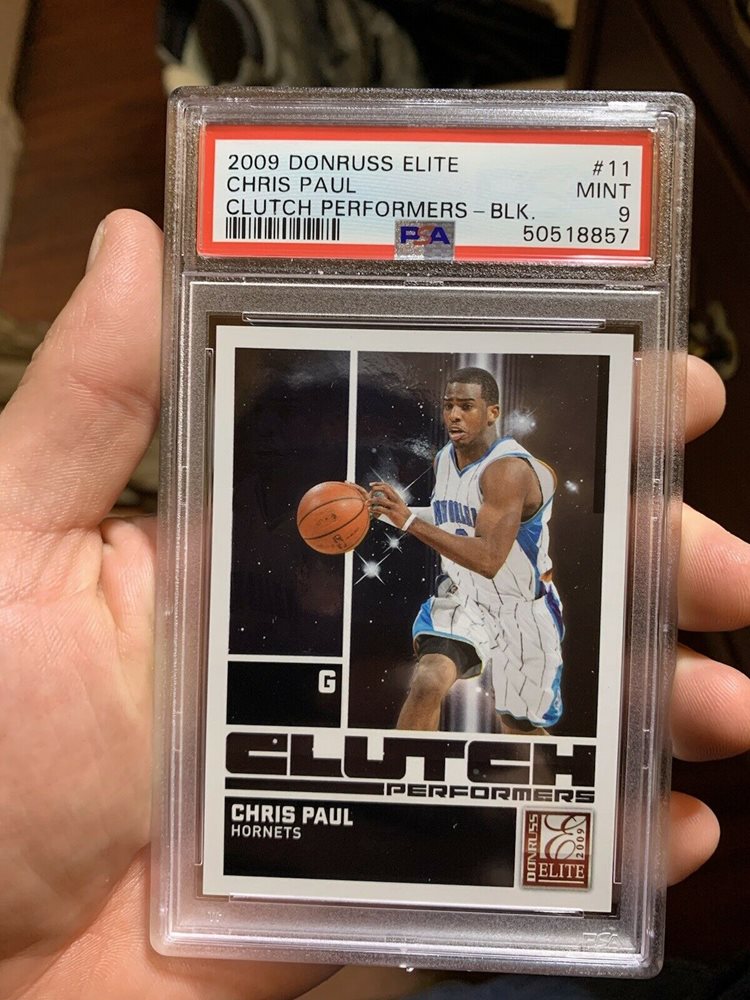 2009 DONRUSS ELITE #11
CHRIS PAUL MINT
CLUTCH PERFORMERS – BLK. 9
PSA 50518857
G
CLUTCH
PERFORMERS
CHRIS PAUL
HORNETS
DONRUSS
E
2009
ELITE
PSA